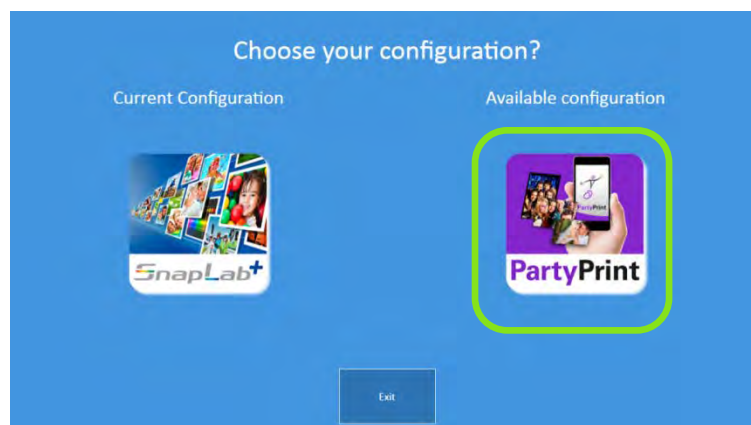 Choose your configuration?
Current Configuration
Available configuration
SnapLab+
PartyPrint
PartyPrint
Exit